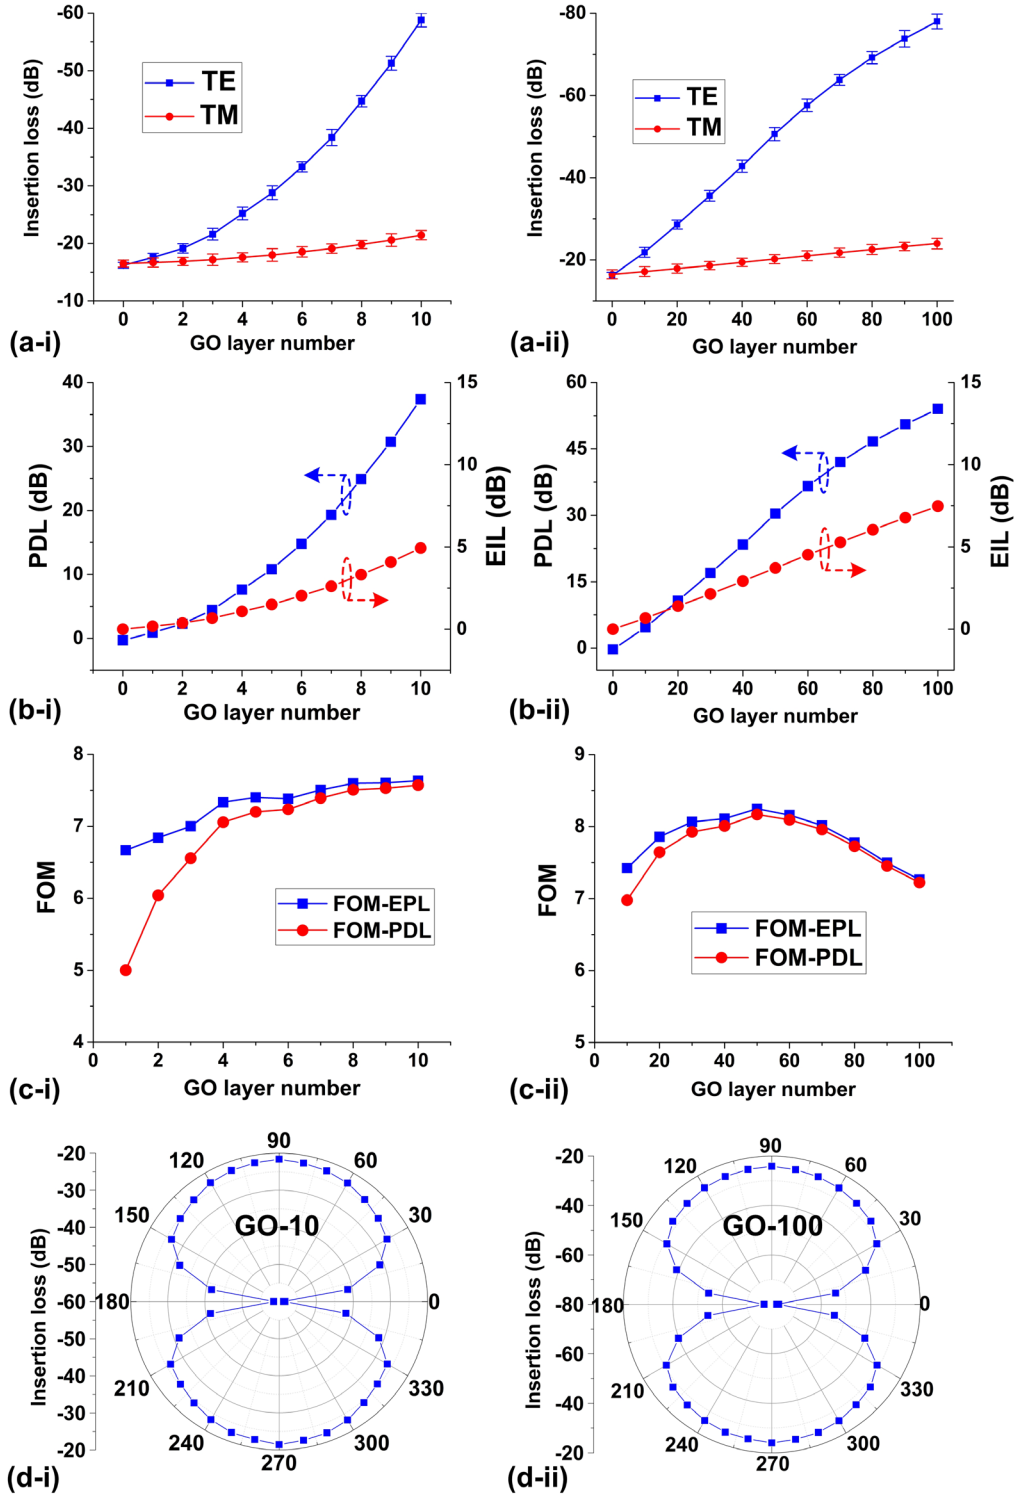 -60
-50
-40
-30
-20
-10
Insertion loss (dB)
TE
TM
0 2 4 6 8 10
GO layer number
(a-i)
-80
-60
-40
-20
Insertion loss (dB)
TE
TM
0 20 40 60 80 100
GO layer number
(a-ii)
40
30
20
10
0
PDL (dB)
15
10
5
0
EIL (dB)
0 2 4 6 8 10
GO layer number
(b-i)
60
45
30
15
0
PDL (dB)
15
10
5
0
EIL (dB)
0 20 40 60 80 100
GO layer number
(b-ii)
8
7
6
5
4
FOM
FOM-EPL
FOM-PDL
0 2 4 6 8 10
GO layer number
(c-i)
9
8
7
6
5
FOM
FOM-EPL
FOM-PDL
0 20 40 60 80 100
GO layer number
(c-ii)
-20
-30
-40
-50
-60
-50
-40
-30
-20
Insertion loss (dB)
90
120 60
150 30
GO-10
180 0
210 330
240 300
270
(d-i)
-20
-40
-60
-80
-60
-40
-20
Insertion loss (dB)
90
120 60
150 30
GO-100
180 0
210 330
240 300
270
(d-ii)